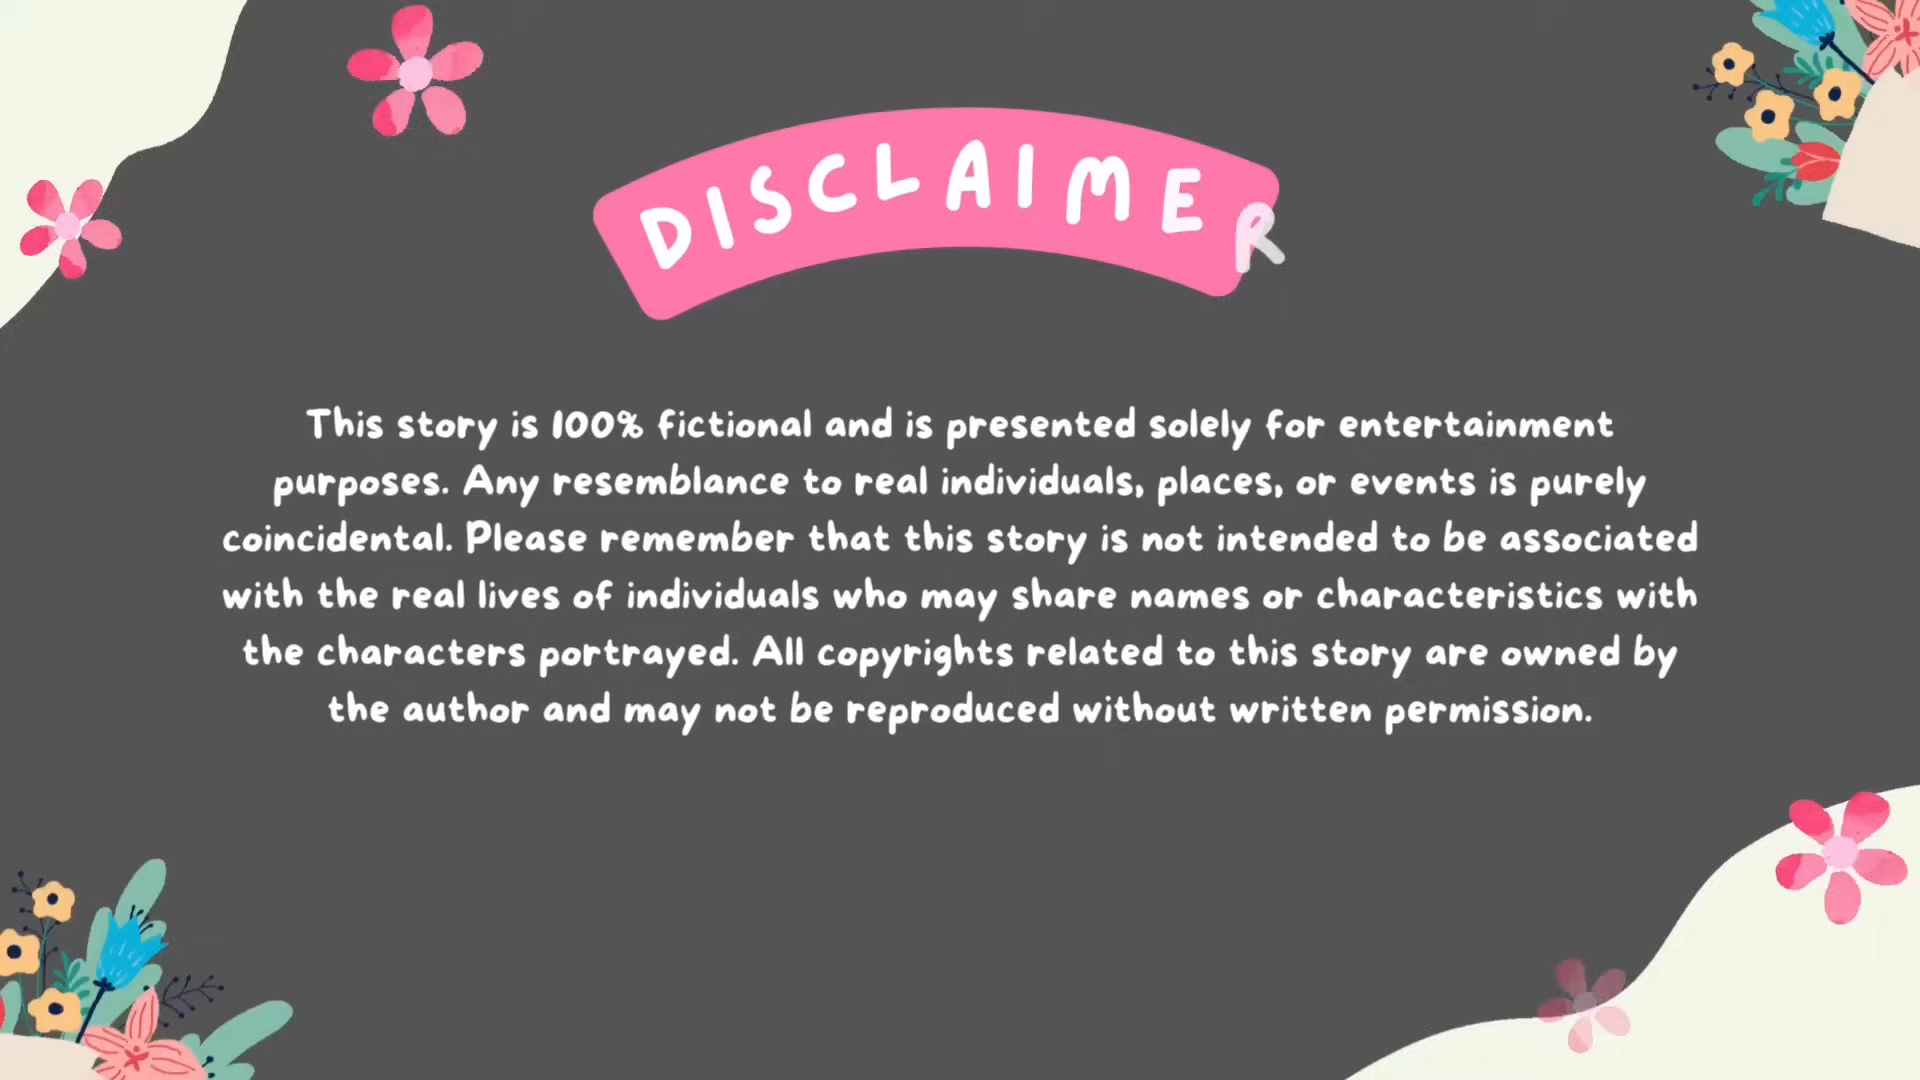 DISCLAIMER
This story is 100% fictional and is presented solely for entertainment
purposes. Any resemblance to real individuals, places, or events is purely
coincidental. Please remember that this story is not intended to be associated
with the real lives of individuals who may share names or characteristics with
the characters portrayed. All copyrights related to this story are owned by
the author and may not be reproduced without written permission.